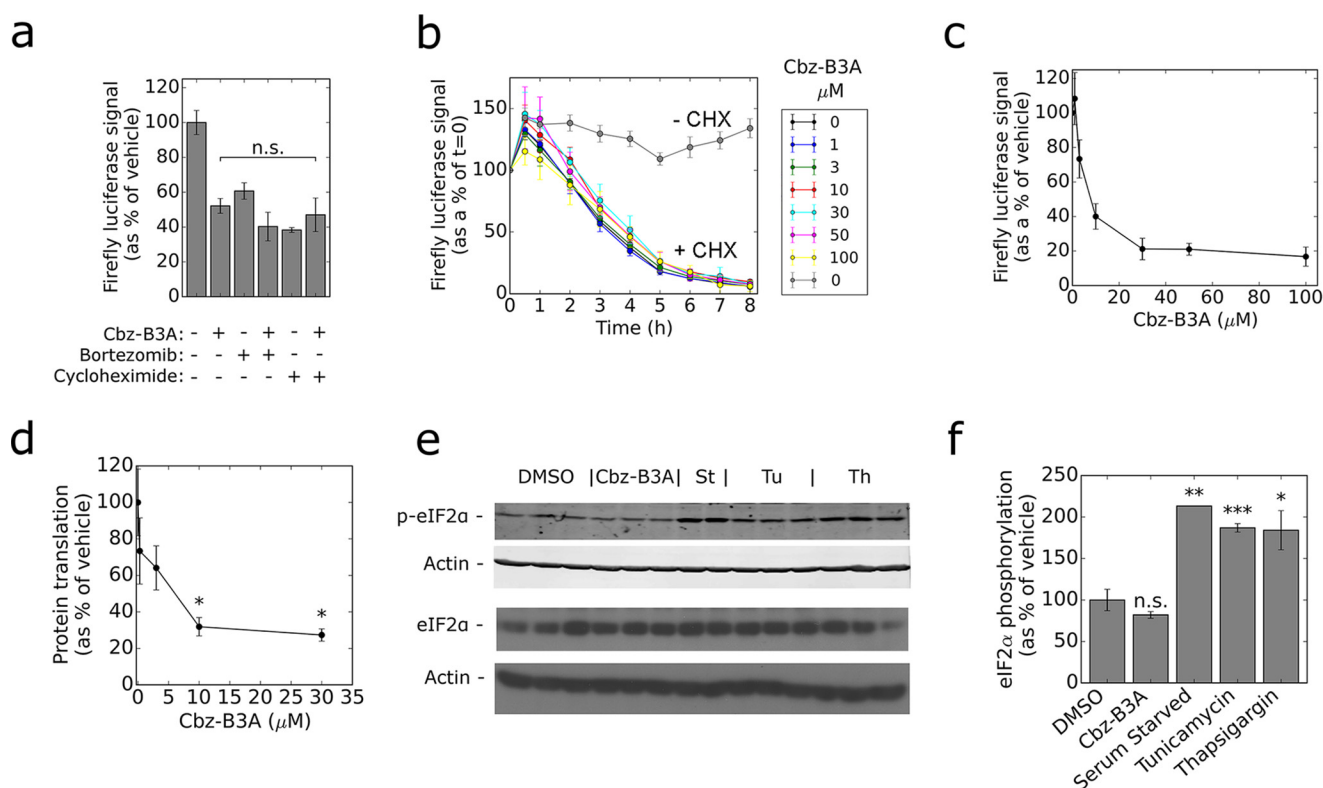 a
Firefly luciferase signal
(as % of vehicle)
120
100
80
60
40
20
0
n.s.
Cbz-B3A: - + - + - +
Bortezomib: - - + + - -
Cycloheximide: - - - - + +
b
Firefly luciferase signal
(as a % of t=0)
150
100
50
0
- CHX
+ CHX
0 1 2 3 4 5 6 7 8
Time (h)
Cbz-B3A
μM
0
1
3
10
30
50
100
0
c
Firefly luciferase signal
(as a % of vehicle)
120
100
80
60
40
20
0
0 20 40 60 80 100
Cbz-B3A (μM)
d
Protein translation
(as % of vehicle)
120
100
80
60
40
20
0
* *
0 5 10 15 20 25 30 35
Cbz-B3A (μM)
e
DMSO |Cbz-B3A| St | Tu | Th
p-eIF2α -
Actin -
eIF2α -
Actin -
f
eIF2α phosphorylation
(as % of vehicle)
250
200
150
100
50
0
n.s. ** *** *
DMSO
Cbz-B3A
Serum Starved
Tunicamycin
Thapsigargin